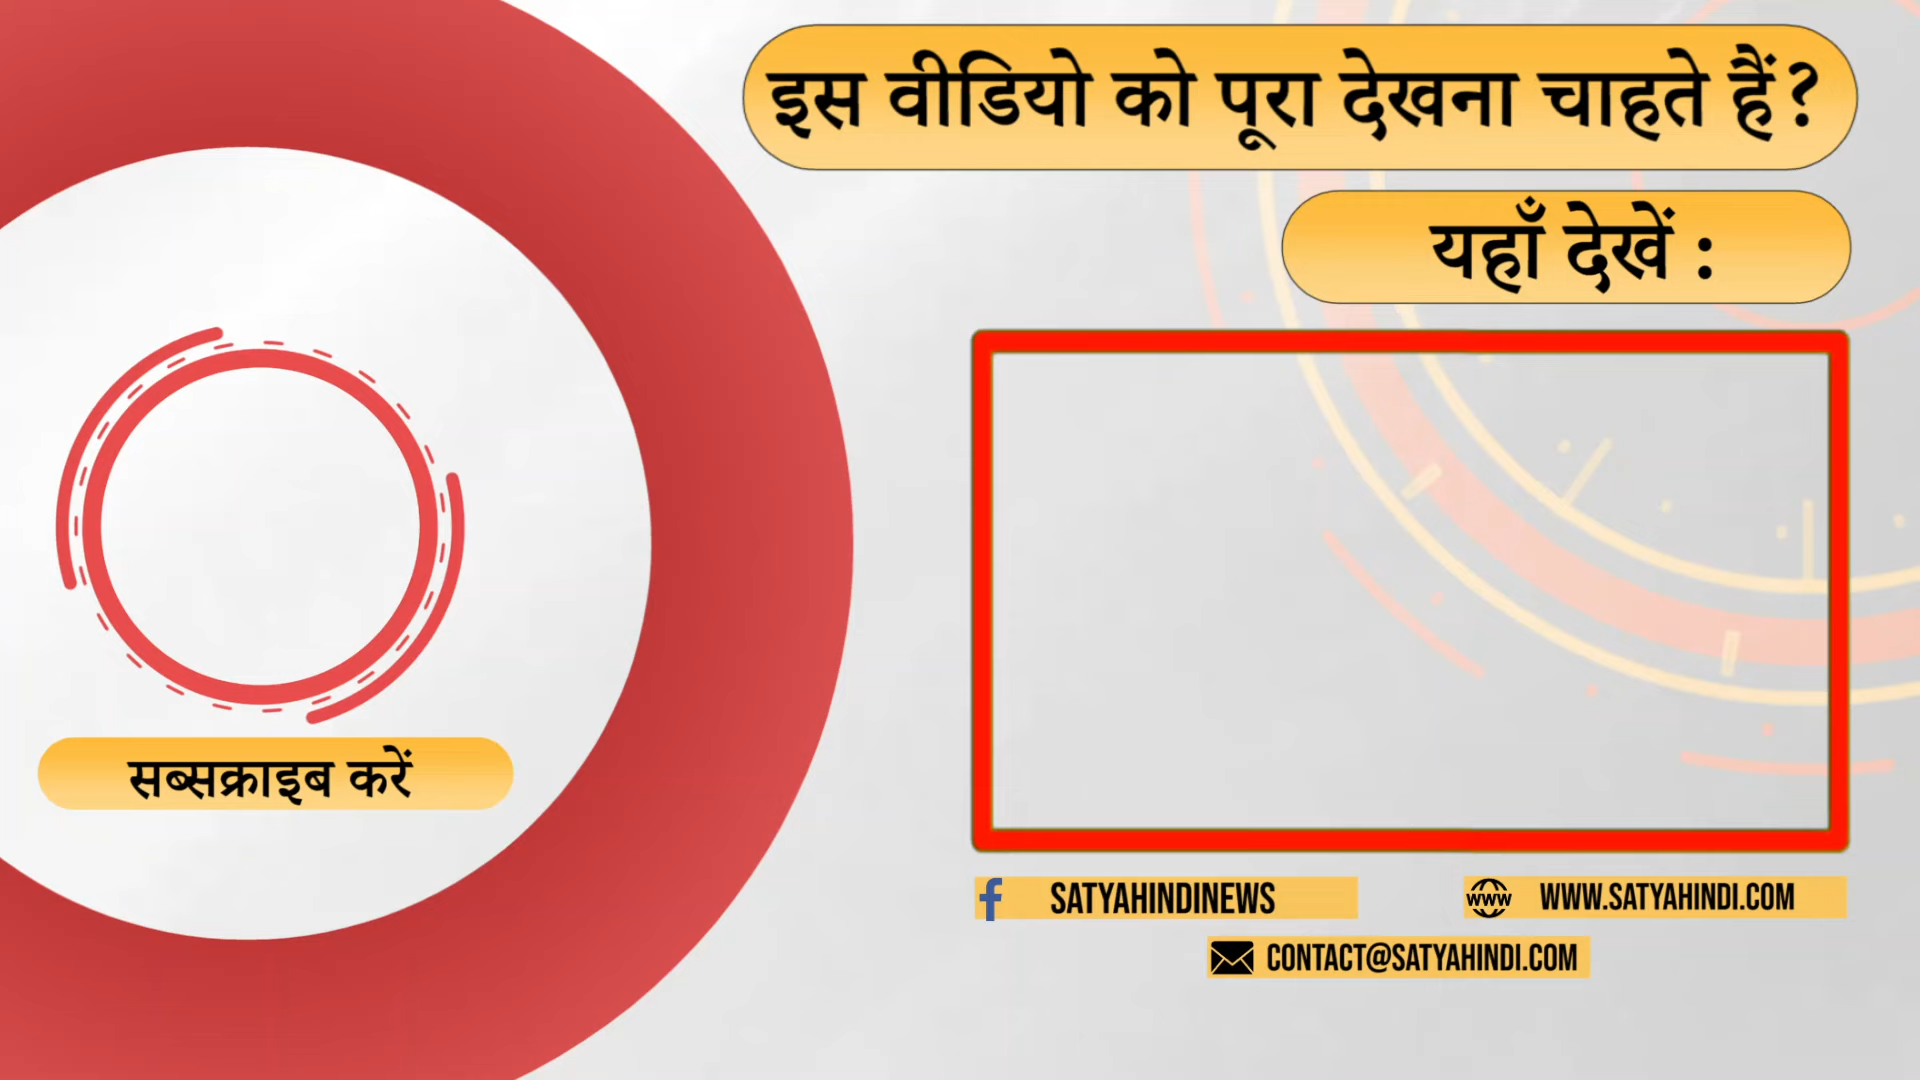 इस वीडियो को पूरा देखना चाहते हैं?
यहाँ देखें :
सब्सक्राइब करें
SATYAHINDINEWS
WWW WWW.SATYAHINDI.COM
CONTACT@SATYAHINDI.COM